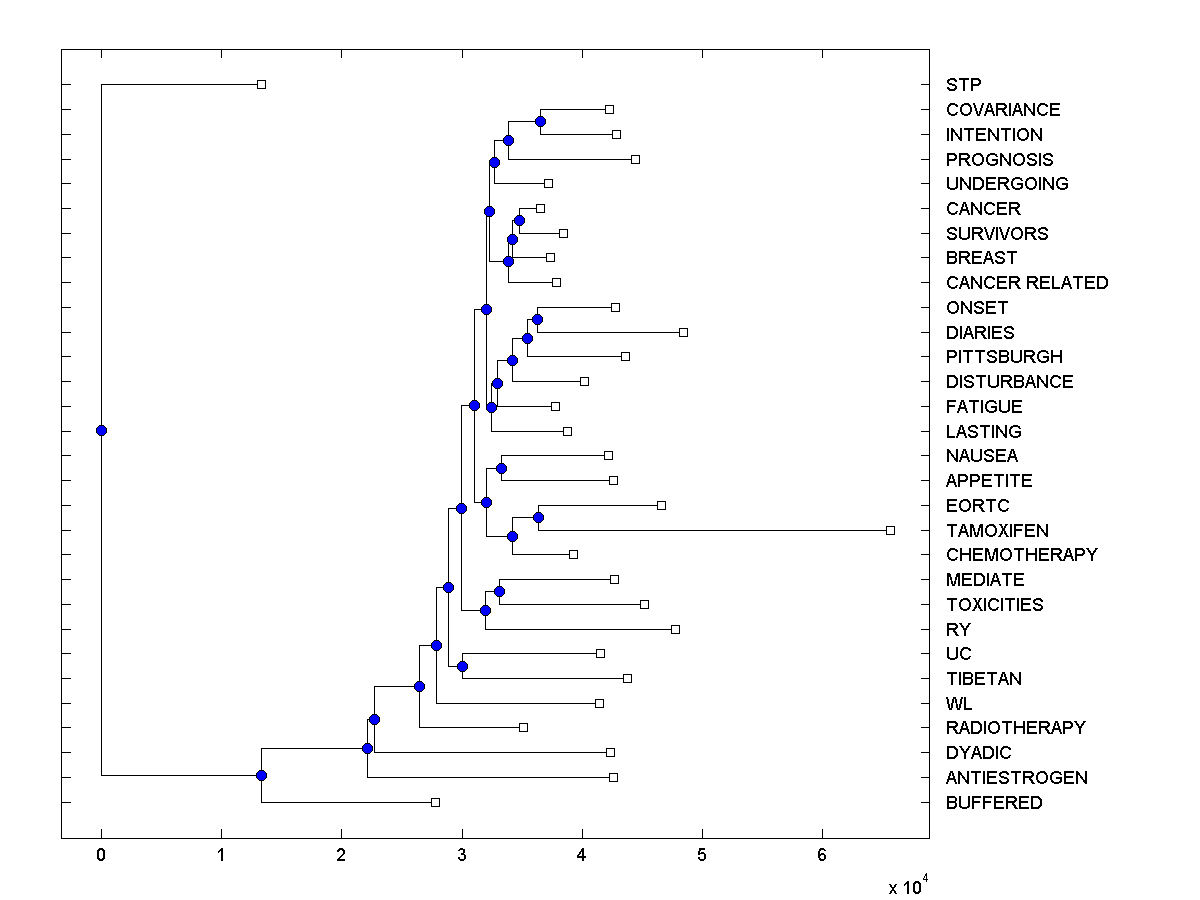 STP
COVARIANCE
INTENTION
PROGNOSIS
UNDERGOING
CANCER
SURVIVORS
BREAST
CANCER RELATED
ONSET
DIARIES
PITTSBURGH
DISTURBANCE
FATIGUE
LASTING
NAUSEA
APPETITE
EORTC
TAMOXIFEN
CHEMOTHERAPY
MEDIATE
TOXICITIES
RY
UC
TIBETAN
WL
RADIOTHERAPY
DYADIC
ANTIESTROGEN
BUFFERED
0 1 2 3 4 5 6
x 10^4